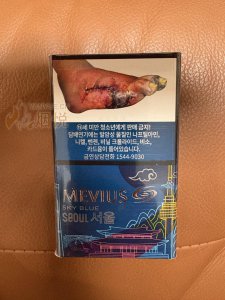 19세 미만 청소년에게 판매 금지!
담배연기에는 발암성 물질인 나프틸아민,
니켈, 벤젠, 비닐 크롤라이드, 비소,
카드뮴이 들어있습니다.
금연상담전화 1544-9030
MEVIUS
SKY BLUE
SEOUL 서울